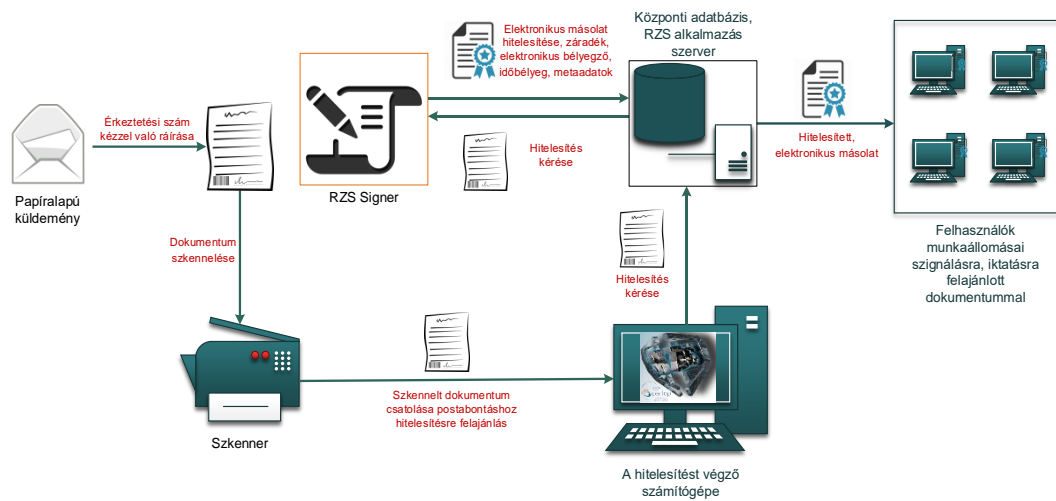 Elektronikus másolat
hitelesítése, záradék,
elektronikus bélyegző,
időbélyeg, metaadatok
Központi adatbázis,
RZS alkalmazás
szerver
Érkeztetési szám
kézzel való ráírása
Papíralapú
küldemény
RZS Signer
Hitelesítés
kérése
Hitelesített,
elektronikus másolat
Felhasználók
munkaállomásai
szignálásra, iktatásra
felajánlott
dokumentummal
Dokumentum
szkennelése
Hitelesítés
kérése
Szkennelt dokumentum
csatolása postabontáshoz
hitelesítésre felajánlás
Szkenner
A hitelesítést végző
számítógépe